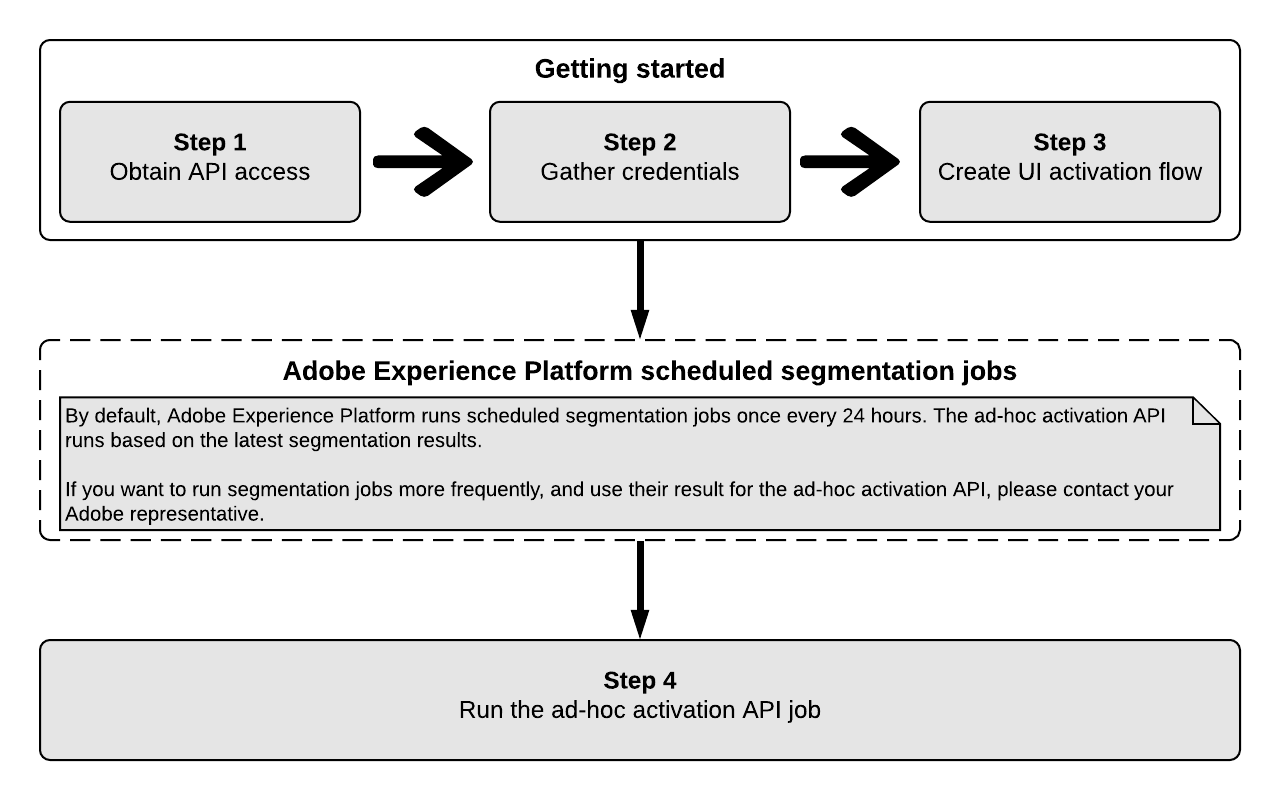 Getting started
Step 1
Obtain API access
Step 2
Gather credentials
Step 3
Create UI activation flow
Adobe Experience Platform scheduled segmentation jobs
By default, Adobe Experience Platform runs scheduled segmentation jobs once every 24 hours. The ad-hoc activation API
runs based on the latest segmentation results.
If you want to run segmentation jobs more frequently, and use their result for the ad-hoc activation API, please contact your
Adobe representative.
Step 4
Run the ad-hoc activation API job